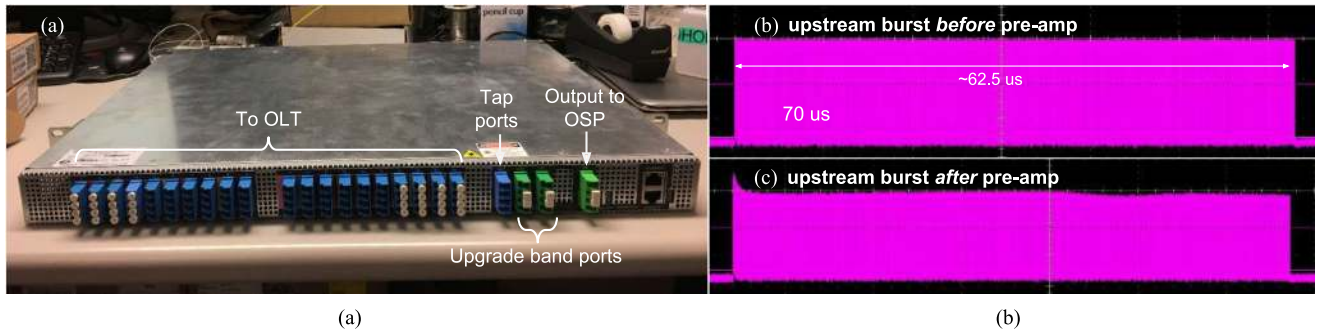 (a)
pencil cup
To OLT
Tap
ports
Output to
OSP
Upgrade band ports
(b) upstream burst before pre-amp
~62.5 us
70 us
(c) upstream burst after pre-amp
(a)
(b)